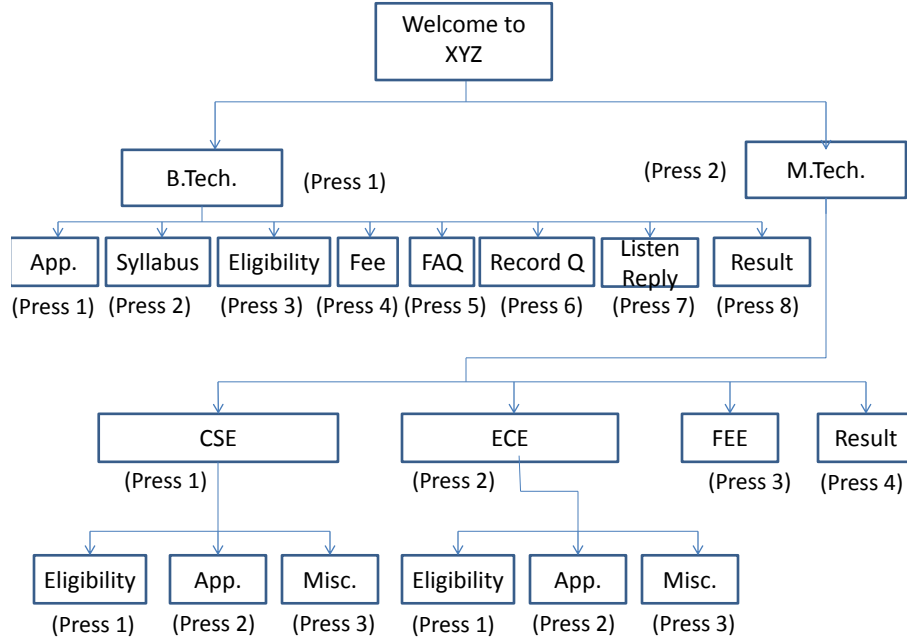 Welcome to
XYZ
B.Tech.
(Press 1)
(Press 2)
M.Tech.
App.
Syllabus
Eligibility
Fee
FAQ
Record Q
Listen
Reply
Result
(Press 1)
(Press 2)
(Press 3)
(Press 4)
(Press 5)
(Press 6)
(Press 7)
(Press 8)
CSE
ECE
FEE
Result
(Press 1)
(Press 2)
(Press 3)
(Press 4)
Eligibility
App.
Misc.
Eligibility
App.
Misc.
(Press 1)
(Press 2)
(Press 3)
(Press 1)
(Press 2)
(Press 3)